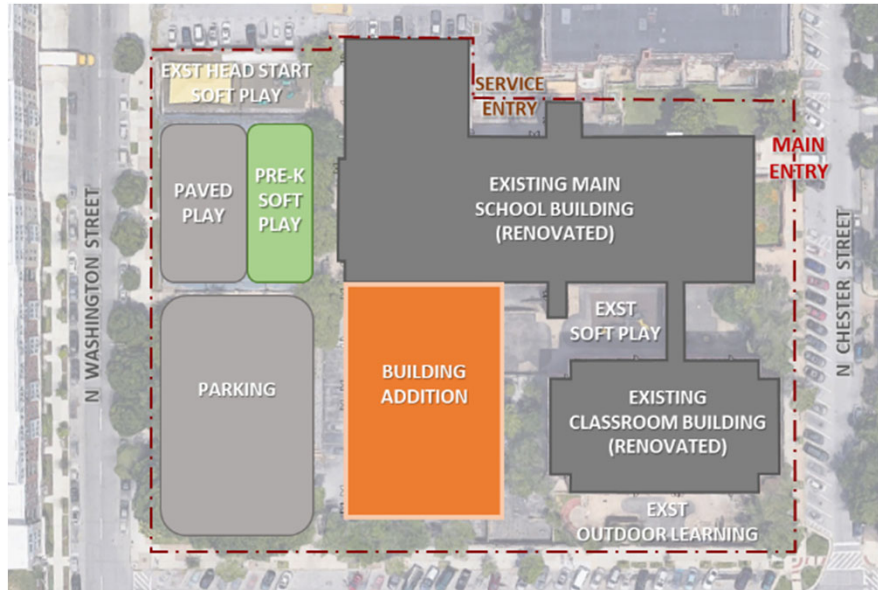 EXST HEAD START
SOFT PLAY
SERVICE
ENTRY
MAIN
ENTRY
PAVED
PLAY
PRE-K
SOFT
PLAY
EXISTING MAIN
SCHOOL BUILDING
(RENOVATED)
N WASHINGTON STREET
N CHESTER STREET
EXST
SOFT PLAY
PARKING
BUILDING
ADDITION
EXISTING
CLASSROOM BUILDING
(RENOVATED)
EXST
OUTDOOR LEARNING